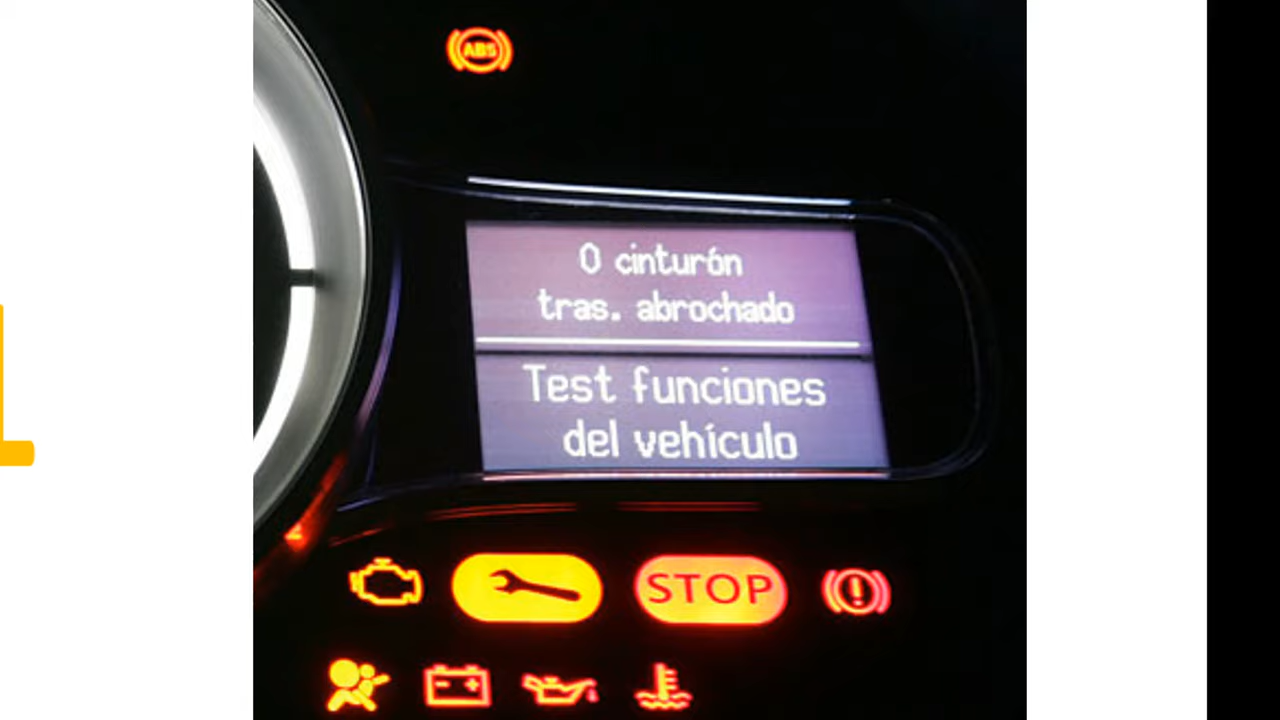 ABS
0 cinturón
tras. abrochado
Test funciones
del vehículo
STOP